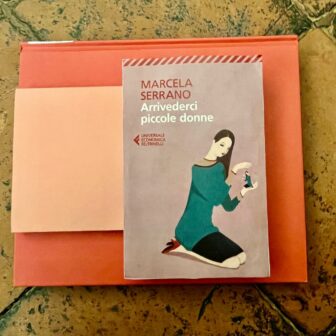 MARCELA
SERRANO
Arrivederci
piccole donne
UNIVERSALE
ECONOMICA
FELTRINELLI